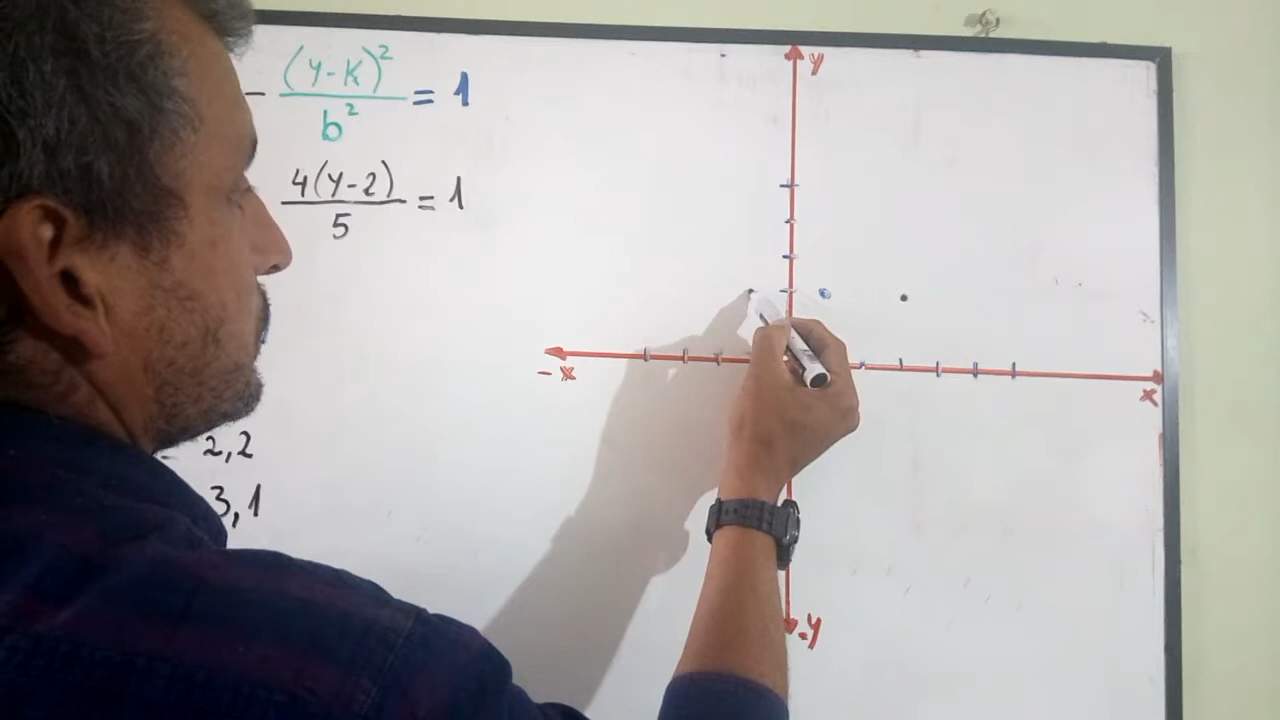 - (y-k)² / b² = 1
4(y-2) / 5 = 1
2,2
3,1
y
-x
x
-y